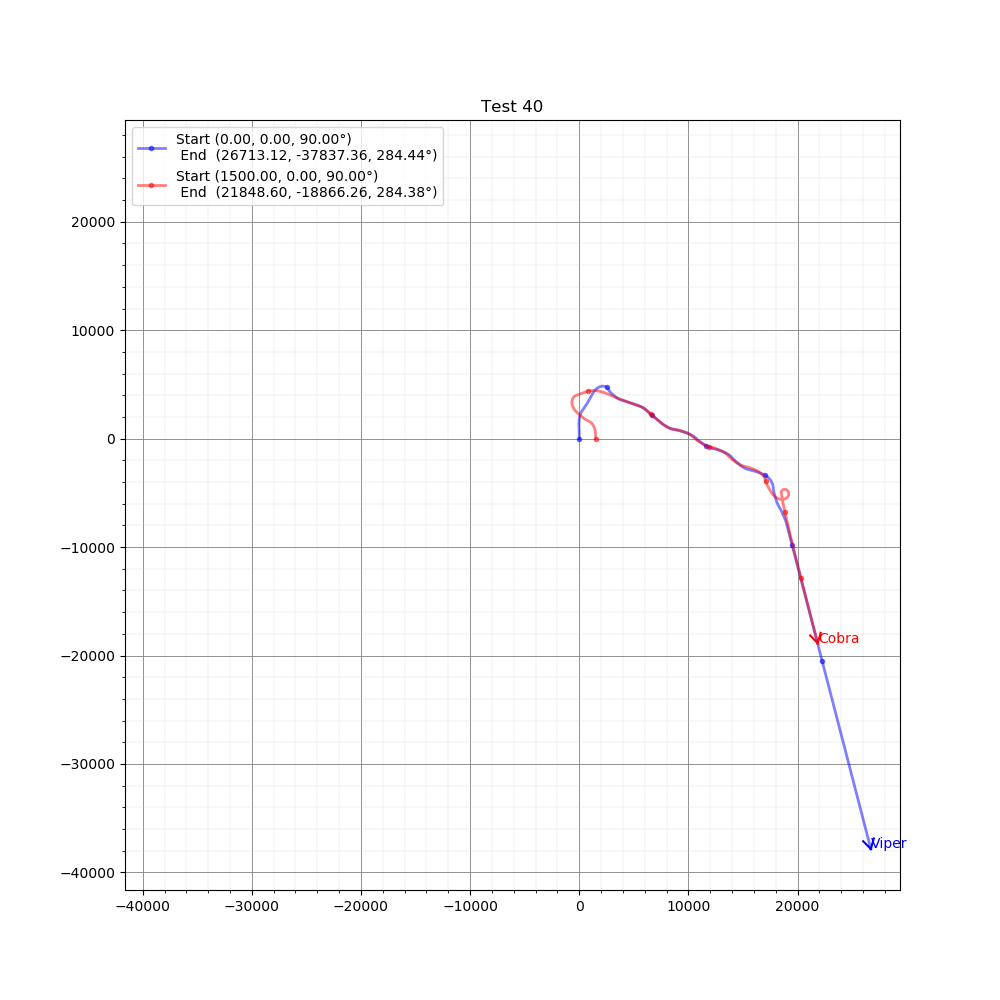 Test 40
Start (0.00, 0.00, 90.00°)
End  (26713.12, -37837.36, 284.44°)
Start (1500.00, 0.00, 90.00°)
End  (21848.60, -18866.26, 284.38°)
20000
10000
0
−10000
−20000
−30000
−40000
Cobra
Viper
−40000 −30000 −20000 −10000 0 10000 20000